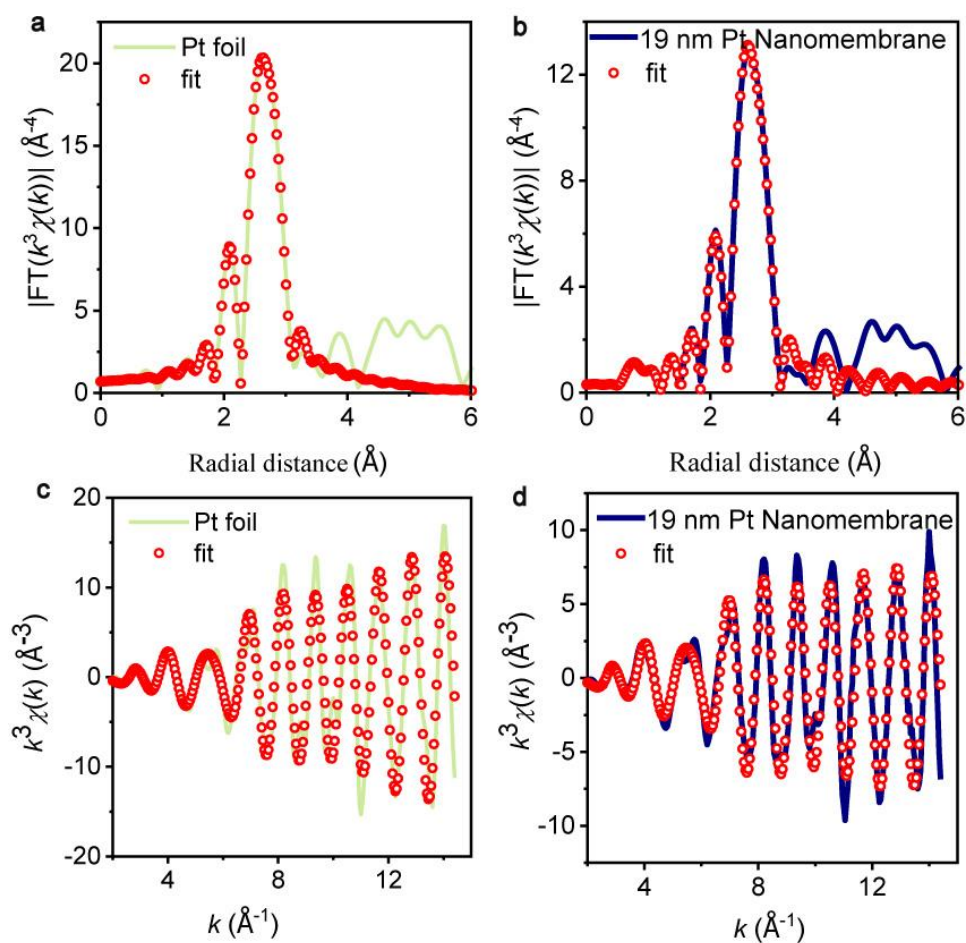 a
Pt foil
fit
|FT(k³χ(k))| (Å⁻⁴)
20
15
10
5
0
0 2 4 6
Radial distance (Å)
b
19 nm Pt Nanomembrane
fit
|FT(k³χ(k))| (Å⁻⁴)
12
8
4
0
0 2 4 6
Radial distance (Å)
c
Pt foil
fit
k³χ(k) (Å⁻³)
20
10
0
-10
-20
4 8 12
k (Å⁻¹)
d
19 nm Pt Nanomembrane
fit
k³χ(k) (Å⁻³)
10
5
0
-5
-10
4 8 12
k (Å⁻¹)